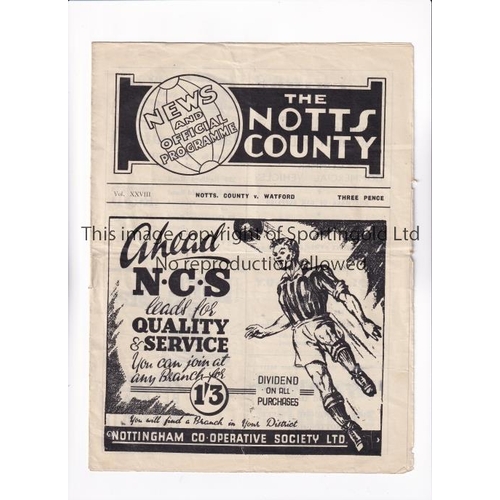 NEWS
AND
OFFICIAL
PROGRAMME
THE
NOTTS
COUNTY
Vol. XXVIII
NOTTS. COUNTY v. WATFORD
THREE PENCE
This image copyright of Sportingold Ltd
No reproduction allowed
Ahead
N·C·S
leads for
QUALITY
& SERVICE
You can join at
any Branch for
1'3
DIVIDEND
·ON ALL·
PURCHASES
You will find a Branch in Your District
NOTTINGHAM CO-OPERATIVE SOCIETY LTD.